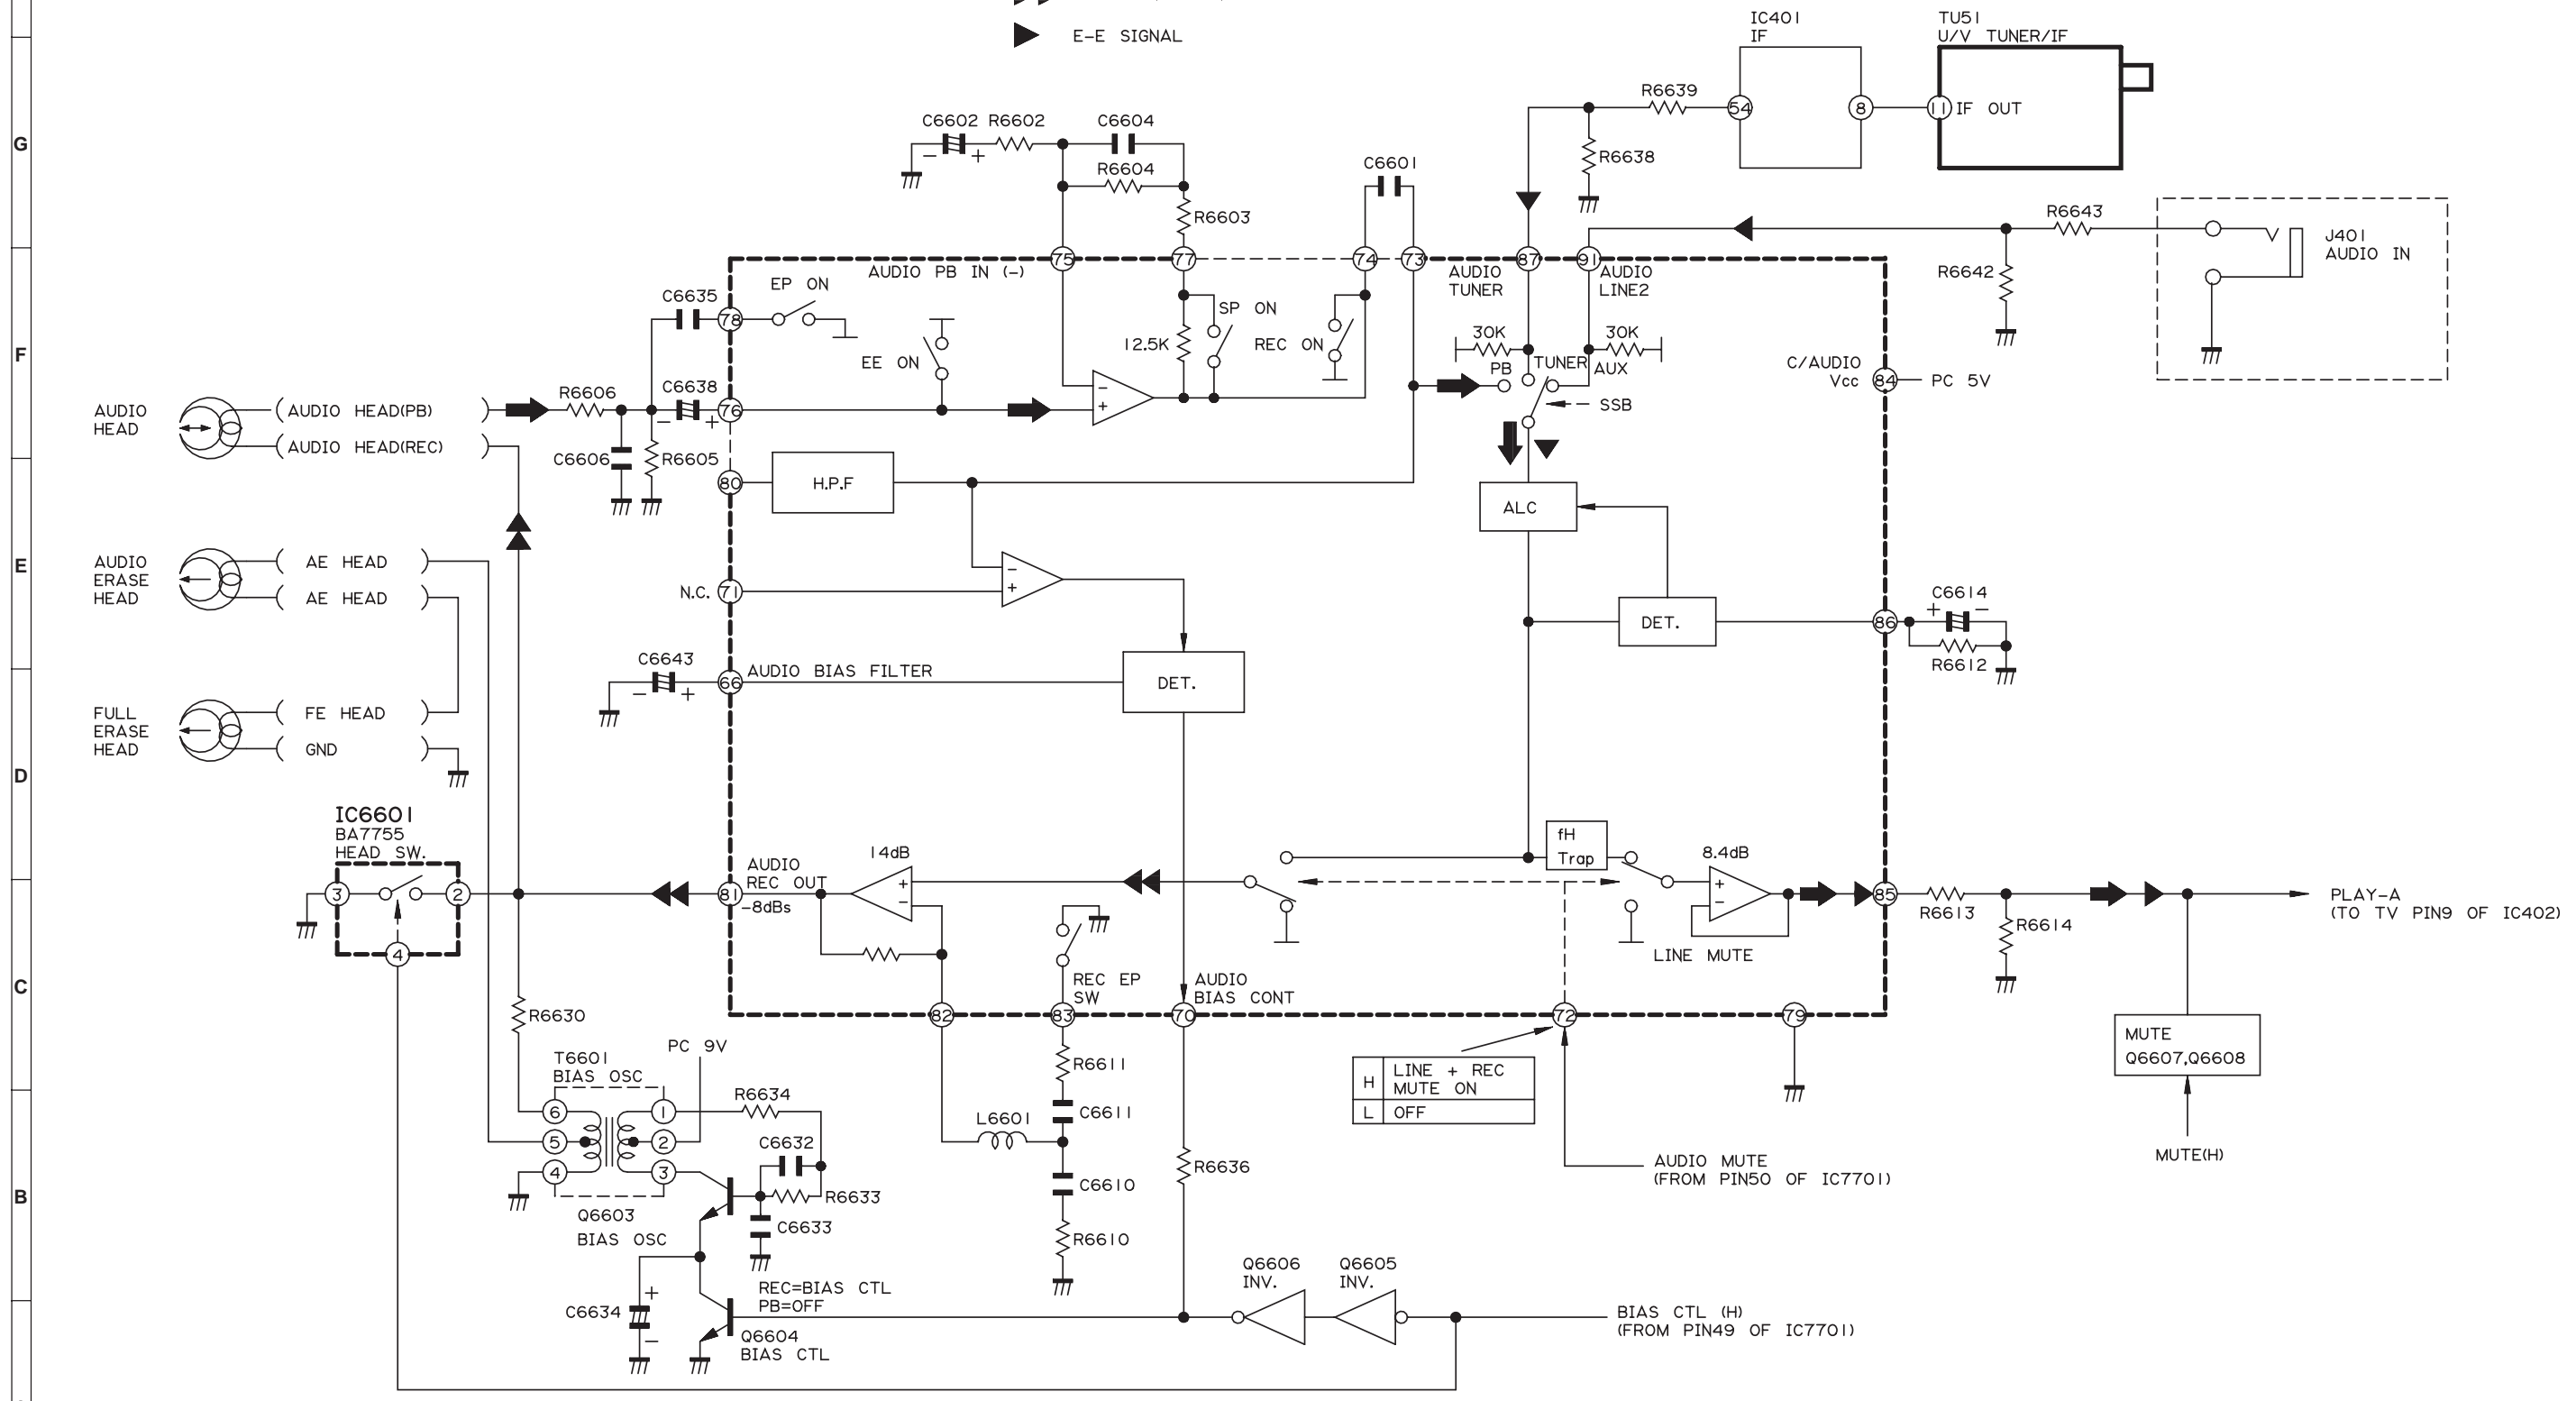 E-E SIGNAL
IC401
IF
TU51
U/V TUNER/IF
G
R6639
54
8
11
IF OUT
C6602
R6602
C6604
R6638
R6604
C6601
- +
R6603
R6643
J401
AUDIO IN
75
77
74
73
87
91
AUDIO PB IN (-)
AUDIO
TUNER
AUDIO
LINE2
R6642
C6635
EP ON
78
SP ON
F
EE ON
12.5K
REC ON
30K
30K
TUNER
PB
AUX
C/AUDIO
Vcc
84
PC 5V
AUDIO
HEAD
AUDIO HEAD(PB)
AUDIO HEAD(REC)
R6606
C6638
- +
76
-
+
SSB
C6606
R6605
80
H.P.F
ALC
E
AUDIO
ERASE
HEAD
AE HEAD
AE HEAD
N.C.
71
-
+
DET.
86
C6614
+ -
R6612
C6643
- +
66
AUDIO BIAS FILTER
DET.
FULL
ERASE
HEAD
FE HEAD
GND
D
IC6601
BA7755
HEAD SW.
3
2
4
AUDIO
REC OUT
81
-8dBs
14dB
+
-
fH
Trap
8.4dB
+
-
85
R6613
R6614
PLAY-A
(TO TV PIN9 OF IC402)
LINE MUTE
C
REC EP
SW
AUDIO
BIAS CONT
82
83
70
72
79
R6630
PC 9V
T6601
BIAS OSC
R6611
H
LINE + REC
MUTE ON
L
OFF
MUTE
Q6607,Q6608
6
5
4
1
2
3
R6634
C6632
L6601
C6611
MUTE(H)
B
R6633
C6633
C6610
R6636
AUDIO MUTE
(FROM PIN50 OF IC7701)
Q6603
BIAS OSC
R6610
Q6606
INV.
Q6605
INV.
C6634
+
-
REC=BIAS CTL
PB=OFF
Q6604
BIAS CTL
BIAS CTL (H)
(FROM PIN49 OF IC7701)